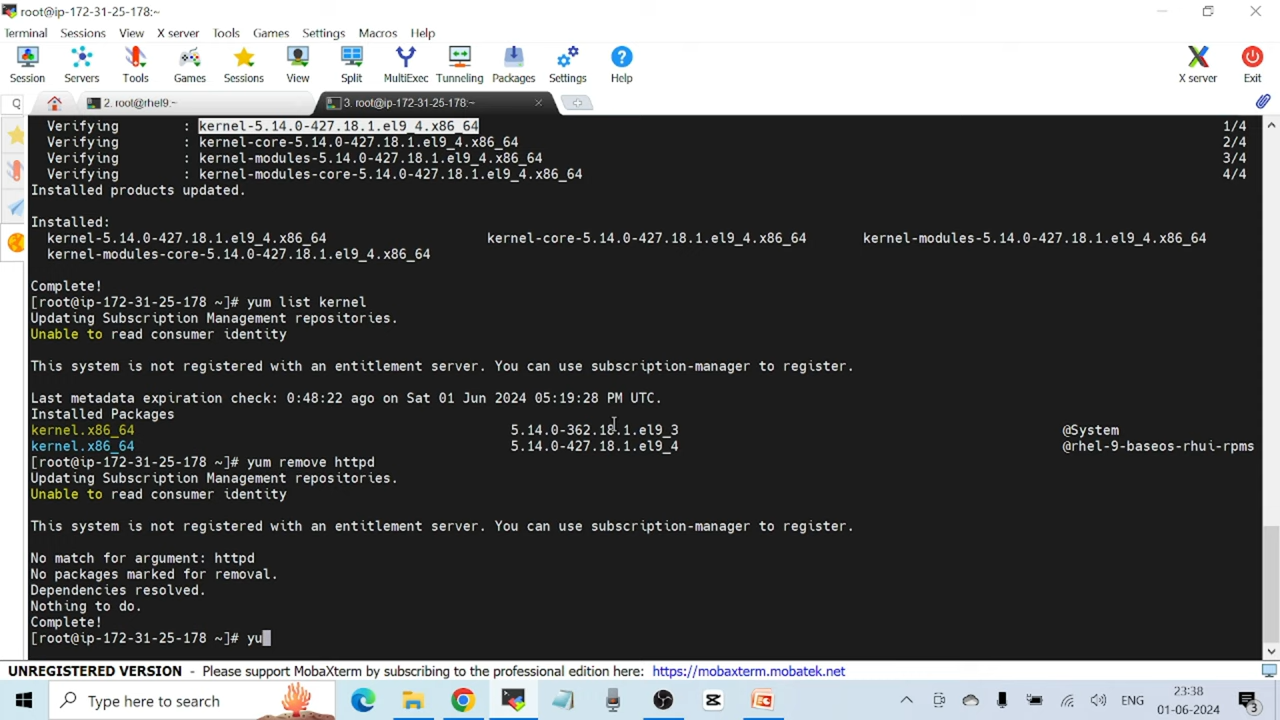 root@ip-172-31-25-178:~
Terminal Sessions View X server Tools Games Settings Macros Help
Session Servers Tools Games Sessions View Split MultiExec Tunneling Packages Settings Help X server Exit
2. root@rhel9:~ 3. root@ip-172-31-25-178:~
Verifying : kernel-5.14.0-427.18.1.el9_4.x86_64 1/4
Verifying : kernel-core-5.14.0-427.18.1.el9_4.x86_64 2/4
Verifying : kernel-modules-5.14.0-427.18.1.el9_4.x86_64 3/4
Verifying : kernel-modules-core-5.14.0-427.18.1.el9_4.x86_64 4/4
Installed products updated.
Installed:
kernel-5.14.0-427.18.1.el9_4.x86_64 kernel-core-5.14.0-427.18.1.el9_4.x86_64 kernel-modules-5.14.0-427.18.1.el9_4.x86_64
kernel-modules-core-5.14.0-427.18.1.el9_4.x86_64
Complete!
[root@ip-172-31-25-178 ~]# yum list kernel
Updating Subscription Management repositories.
Unable to read consumer identity
This system is not registered with an entitlement server. You can use subscription-manager to register.
Last metadata expiration check: 0:48:22 ago on Sat 01 Jun 2024 05:19:28 PM UTC.
Installed Packages
kernel.x86_64 5.14.0-362.18.1.el9_3 @System
kernel.x86_64 5.14.0-427.18.1.el9_4 @rhel-9-baseos-rhui-rpms
[root@ip-172-31-25-178 ~]# yum remove httpd
Updating Subscription Management repositories.
Unable to read consumer identity
This system is not registered with an entitlement server. You can use subscription-manager to register.
No match for argument: httpd
No packages marked for removal.
Dependencies resolved.
Nothing to do.
Complete!
[root@ip-172-31-25-178 ~]# yu
UNREGISTERED VERSION - Please support MobaXterm by subscribing to the professional edition here: https://mobaxterm.mobatek.net
Type here to search ENG 23:38
01-06-2024 3